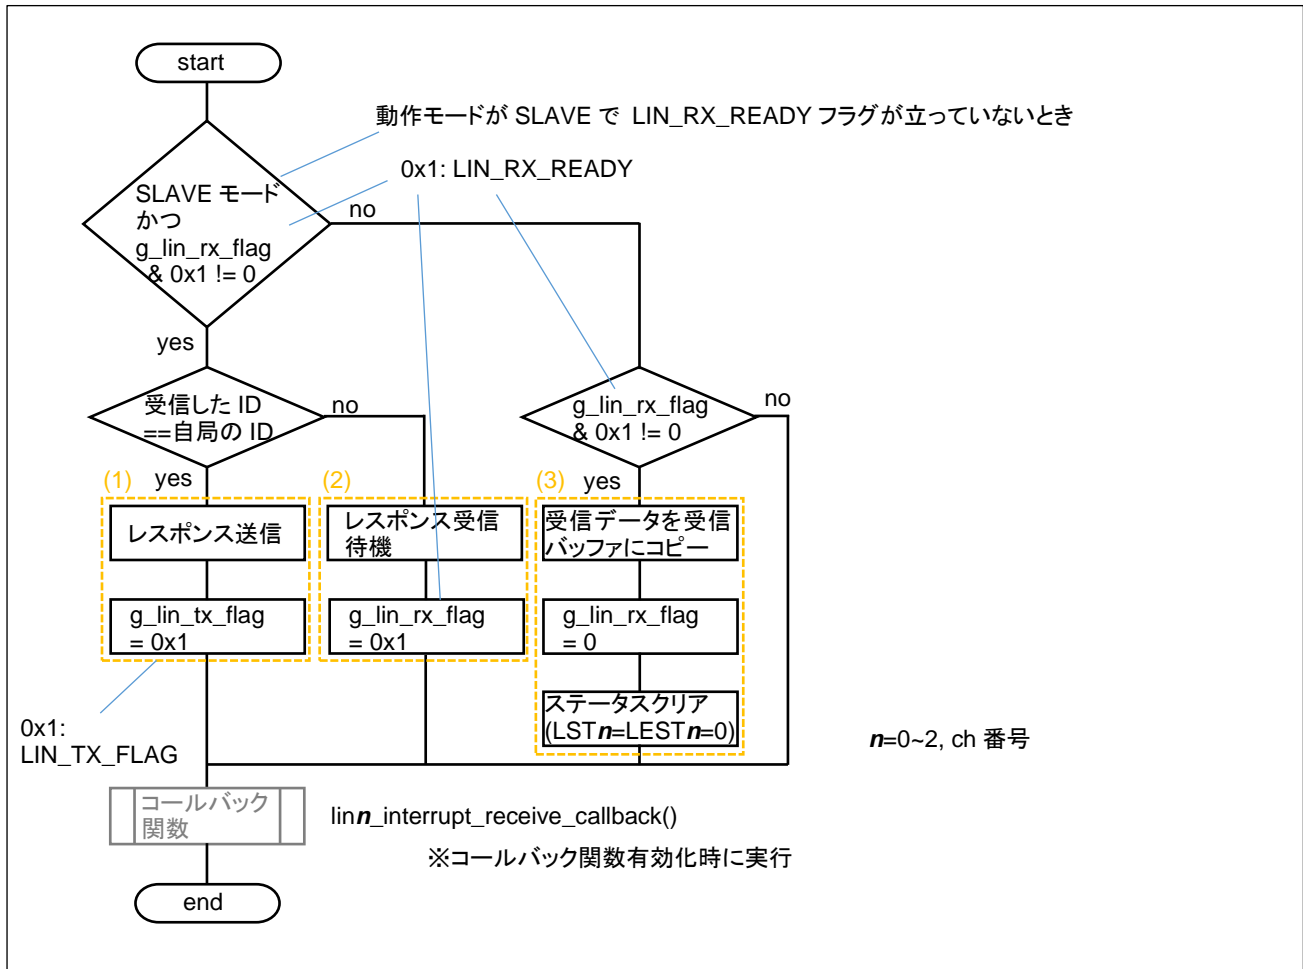 start
動作モードが SLAVE で LIN_RX_READY フラグが立っていないとき
0x1: LIN_RX_READY
SLAVE モード
かつ
g_lin_rx_flag
& 0x1 != 0
no
yes
受信した ID
==自局の ID
no
g_lin_rx_flag
& 0x1 != 0
no
(1)
yes
(2)
(3)
yes
レスポンス送信
レスポンス受信
待機
受信データを受信
バッファにコピー
g_lin_tx_flag
= 0x1
g_lin_rx_flag
= 0x1
g_lin_rx_flag
= 0
ステータスクリア
(LSTn=LESTn=0)
0x1:
LIN_TX_FLAG
n=0~2, ch 番号
コールバック
関数
linn_interrupt_receive_callback()
※コールバック関数有効化時に実行
end